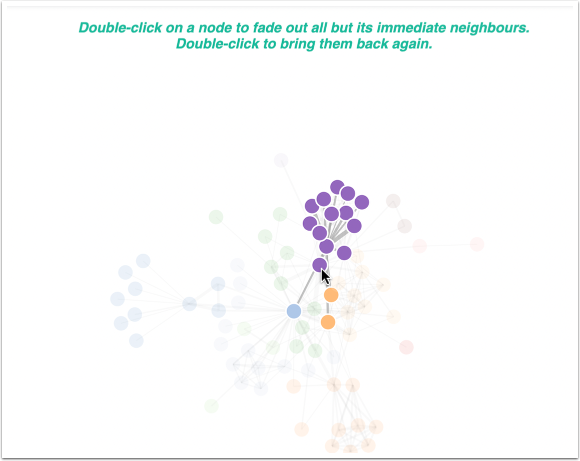 Double-click on a node to fade out all but its immediate neighbours.
Double-click to bring them back again.